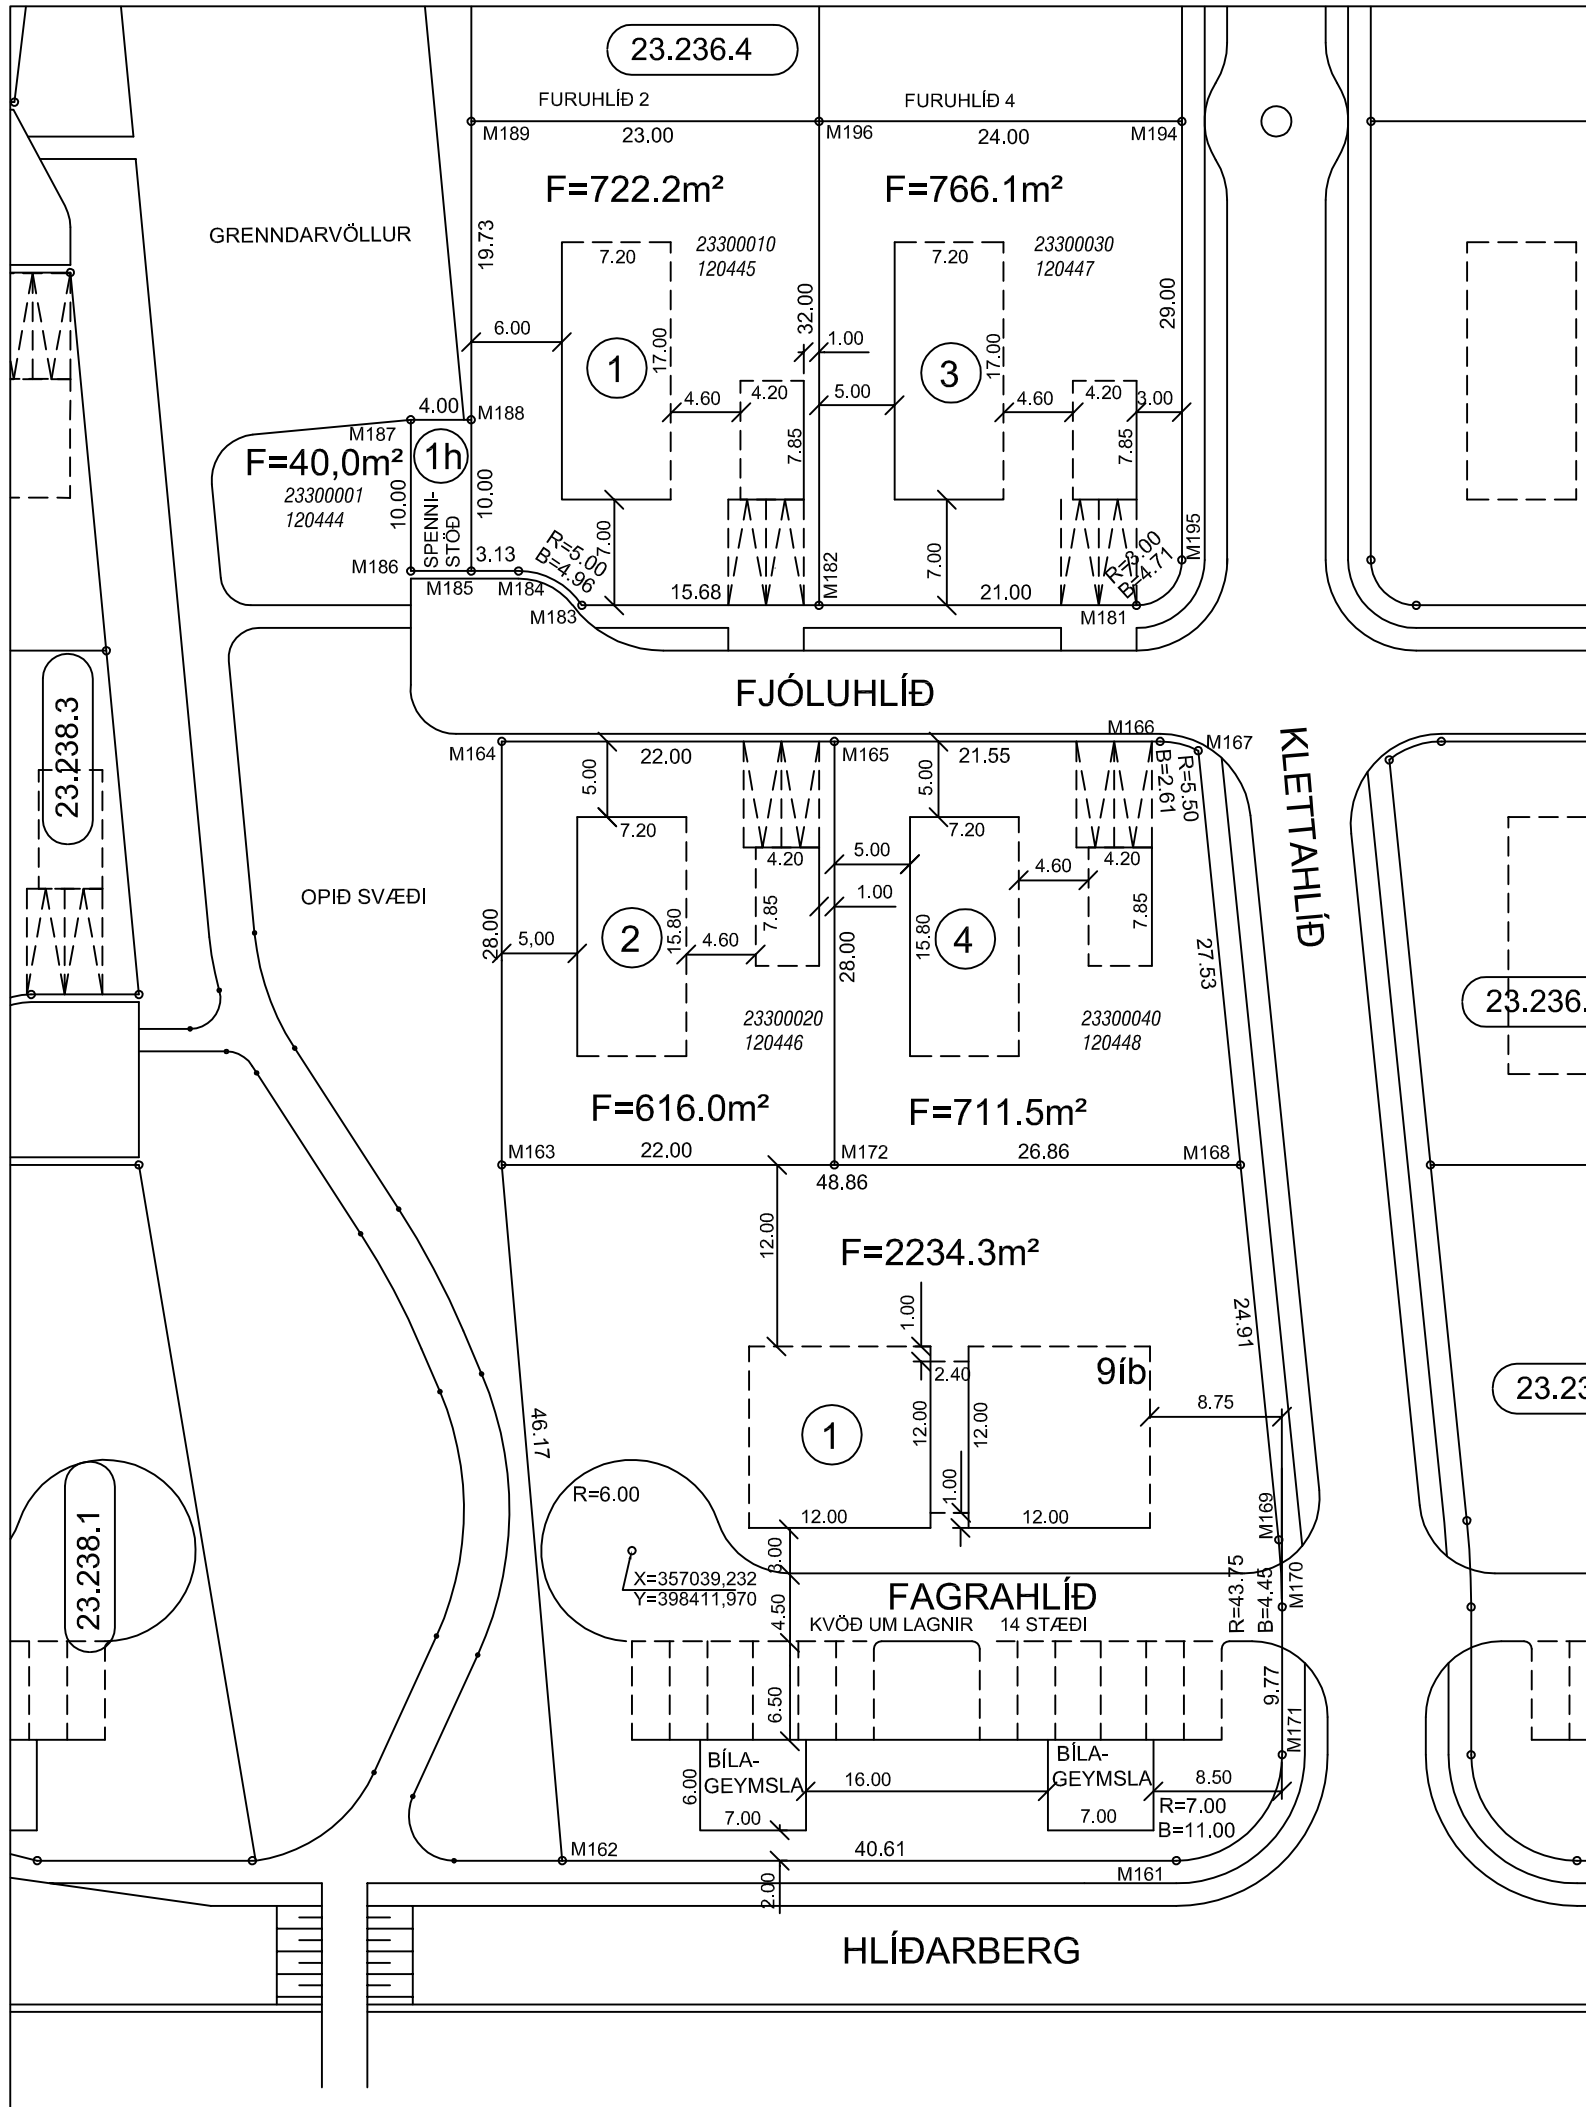 23.236.4
FURUHLÍÐ 2
FURUHLÍÐ 4
M189
23.00
M196
24.00
M194
F=722.2m²
F=766.1m²
GRENNDARVÖLLUR
19.73
7.20
23300010
120445
7.20
23300030
120447
32.00
29.00
6.00
1
17.00
1.00
3
17.00
4.60
4.20
5.00
4.60
4.20
3.00
7.85
7.85
4.00
M188
M187
F=40,0m²
1h
23300001
120444
10.00
SPENNI-
STÖÐ
10.00
3.13
M186
M185
M184
R=5.00
B=4.96
7.00
M183
15.68
M182
7.00
21.00
R=3.00
B=4.71
M195
M181
FJÓLUHLÍÐ
23.238.3
M164
22.00
M165
21.55
M166
M167
5.00
5.00
B=2.61
R=5.50
KLETTAHLÍÐ
7.20
7.20
4.20
5.00
4.60
4.20
1.00
7.85
7.85
OPIÐ SVÆÐI
28.00
5,00
2
15.80
4.60
28.00
15.80
4
27.53
23300020
120446
23300040
120448
23.236.
F=616.0m²
F=711.5m²
M163
22.00
M172
26.86
M168
48.86
12.00
F=2234.3m²
1.00
24.91
2.40
9íb
23.23
8.75
46.17
1
12.00
12.00
R=6.00
1.00
12.00
12.00
M169
23.238.1
3.00
X=357039,232
Y=398411,970
FAGRAHLÍÐ
4.50
KVÖÐ UM LAGNIR
14 STÆÐI
R=43.75
B=4.45
M170
6.50
9.77
M171
BÍLA-
GEYMSLA
BÍLA-
GEYMSLA
6.00
16.00
8.50
7.00
7.00
R=7.00
B=11.00
M162
40.61
M161
2.00
HLÍÐARBERG